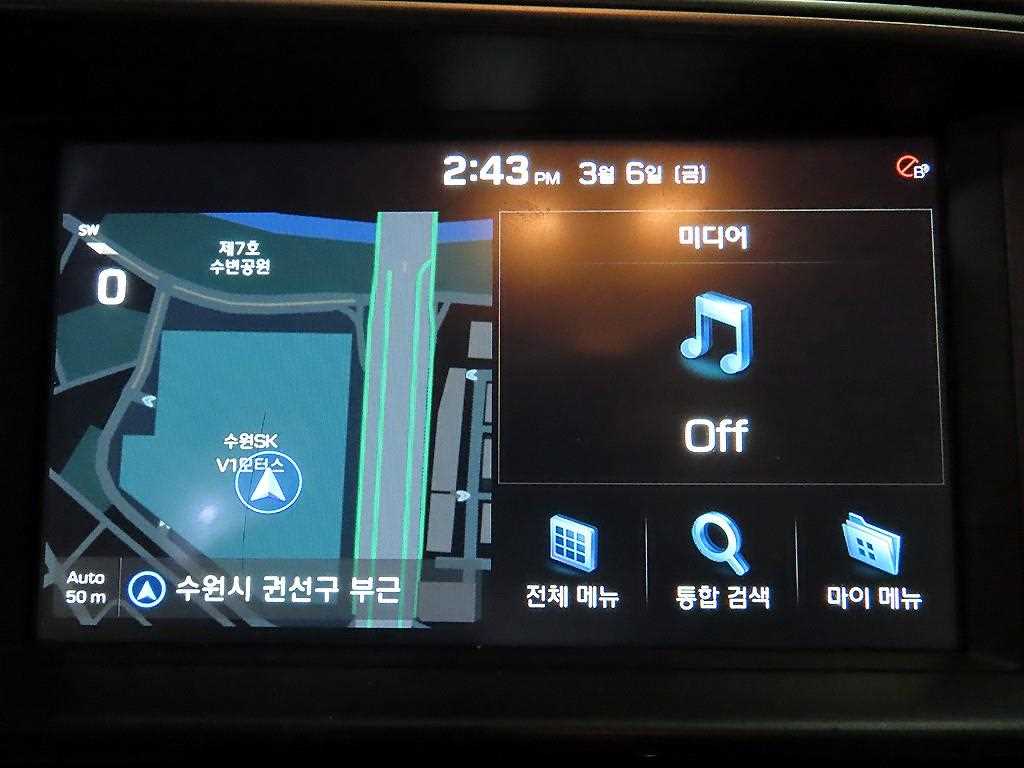 2:43 PM 3월 6일 (금)
SW
0
제7호
수변공원
수원SK
V1모터스
Auto
50 m
수원시 권선구 부근
미디어
Off
전체 메뉴
통합 검색
마이 메뉴